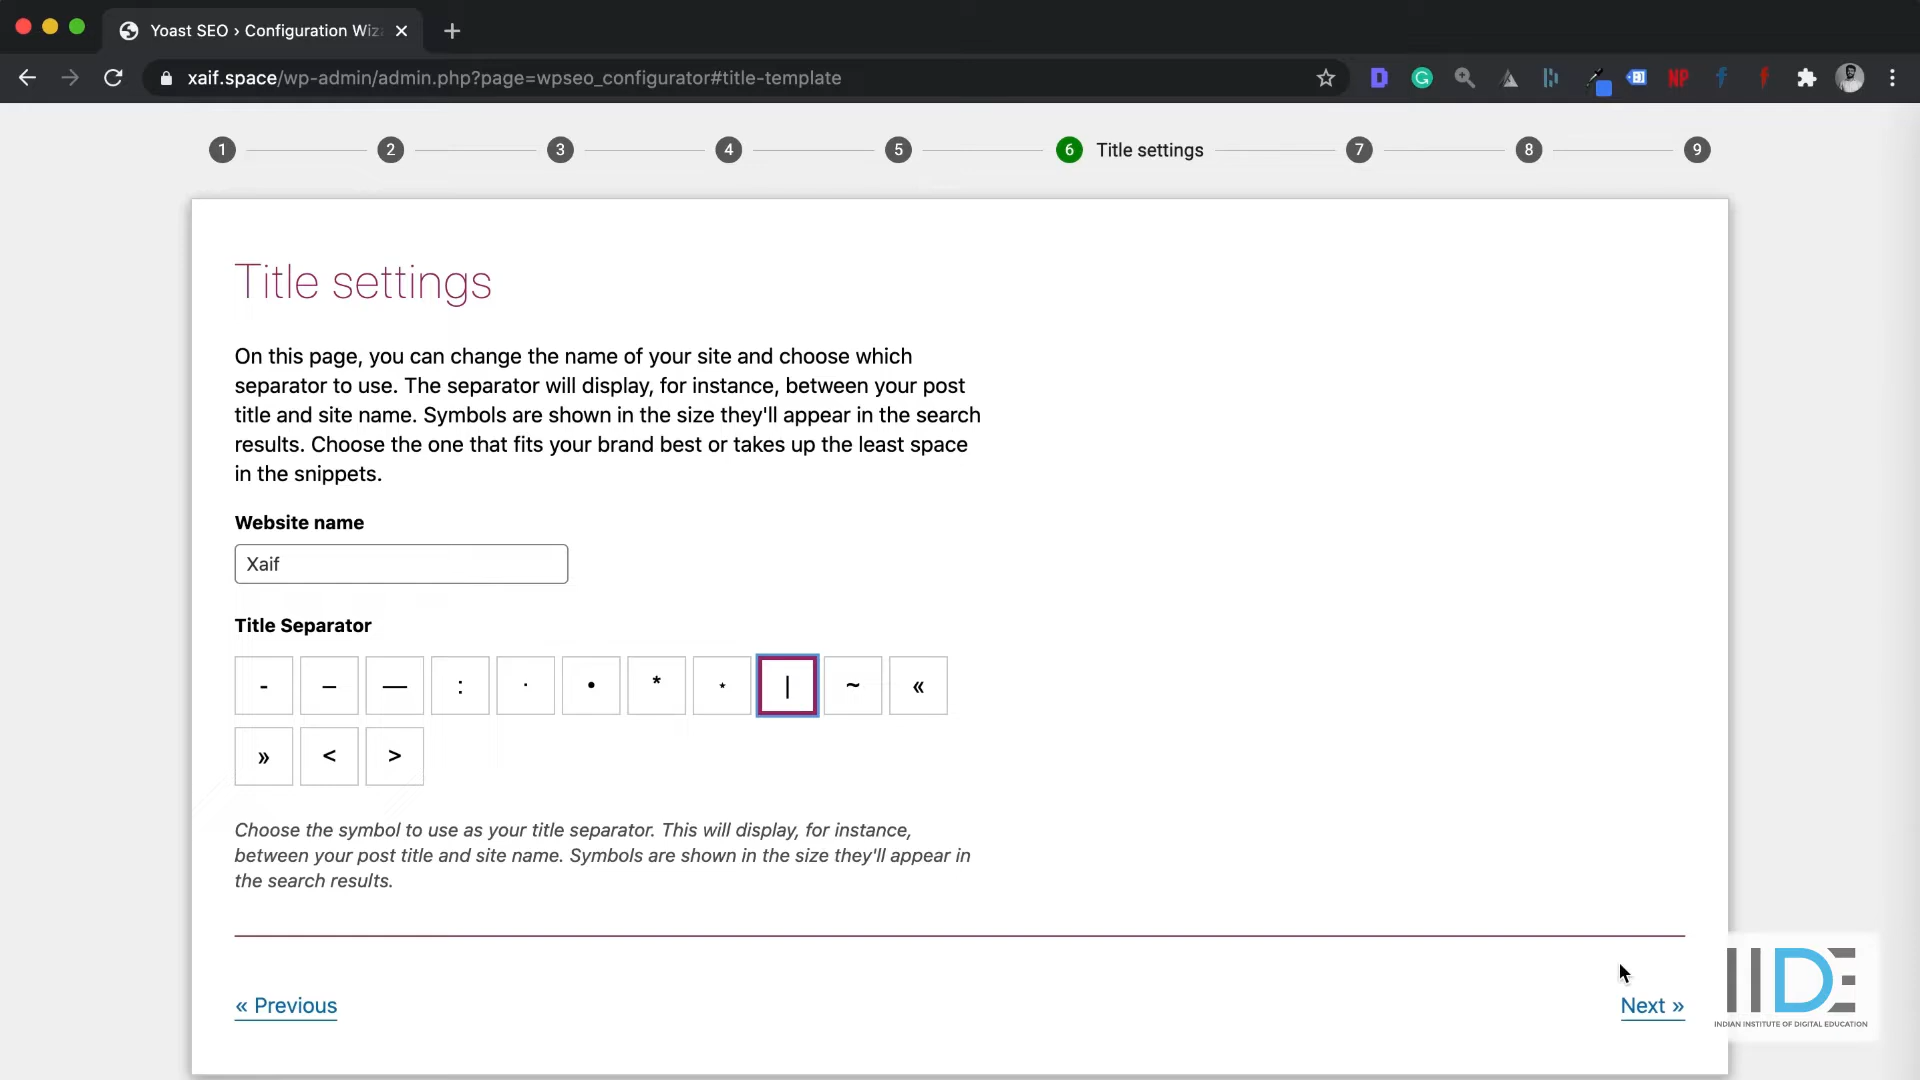 Yoast SEO › Configuration Wiz
xaif.space/wp-admin/admin.php?page=wpseo_configurator#title-template
1 2 3 4 5 6 Title settings 7 8 9
Title settings
On this page, you can change the name of your site and choose which
separator to use. The separator will display, for instance, between your post
title and site name. Symbols are shown in the size they'll appear in the search
results. Choose the one that fits your brand best or takes up the least space
in the snippets.
Website name
Xaif
Title Separator
- – — : · • * ⋆ | ~ «
» < >
Choose the symbol to use as your title separator. This will display, for instance,
between your post title and site name. Symbols are shown in the size they'll appear in
the search results.
« Previous
Next »
IIDE
INDIAN INSTITUTE OF DIGITAL EDUCATION